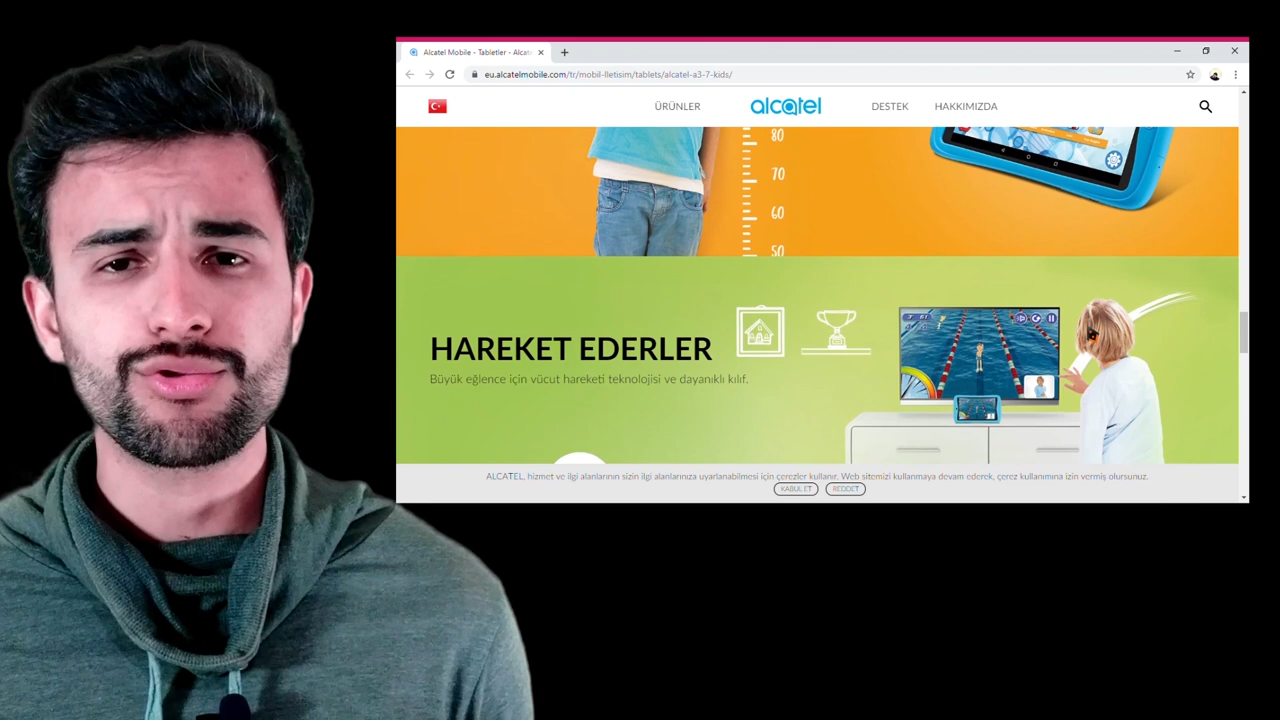 Alcatel Mobile - Tabletler - Alcat
eu.alcatelmobile.com/tr/mobil-Iletisim/tablets/alcatel-a3-7-kids/
ÜRÜNLER
alcatel
DESTEK
HAKKIMIZDA
80
70
60
50
HAREKET EDERLER
Büyük eğlence için vücut hareketi teknolojisi ve dayanıklı kılıf.
ALCATEL, hizmet ve ilgi alanlarının sizin ilgi alanlarınıza uyarlanabilmesi için çerezler kullanır. Web sitemizi kullanmaya devam ederek, çerez kullanımına izin vermiş olursunuz.
KABUL ET
REDDET